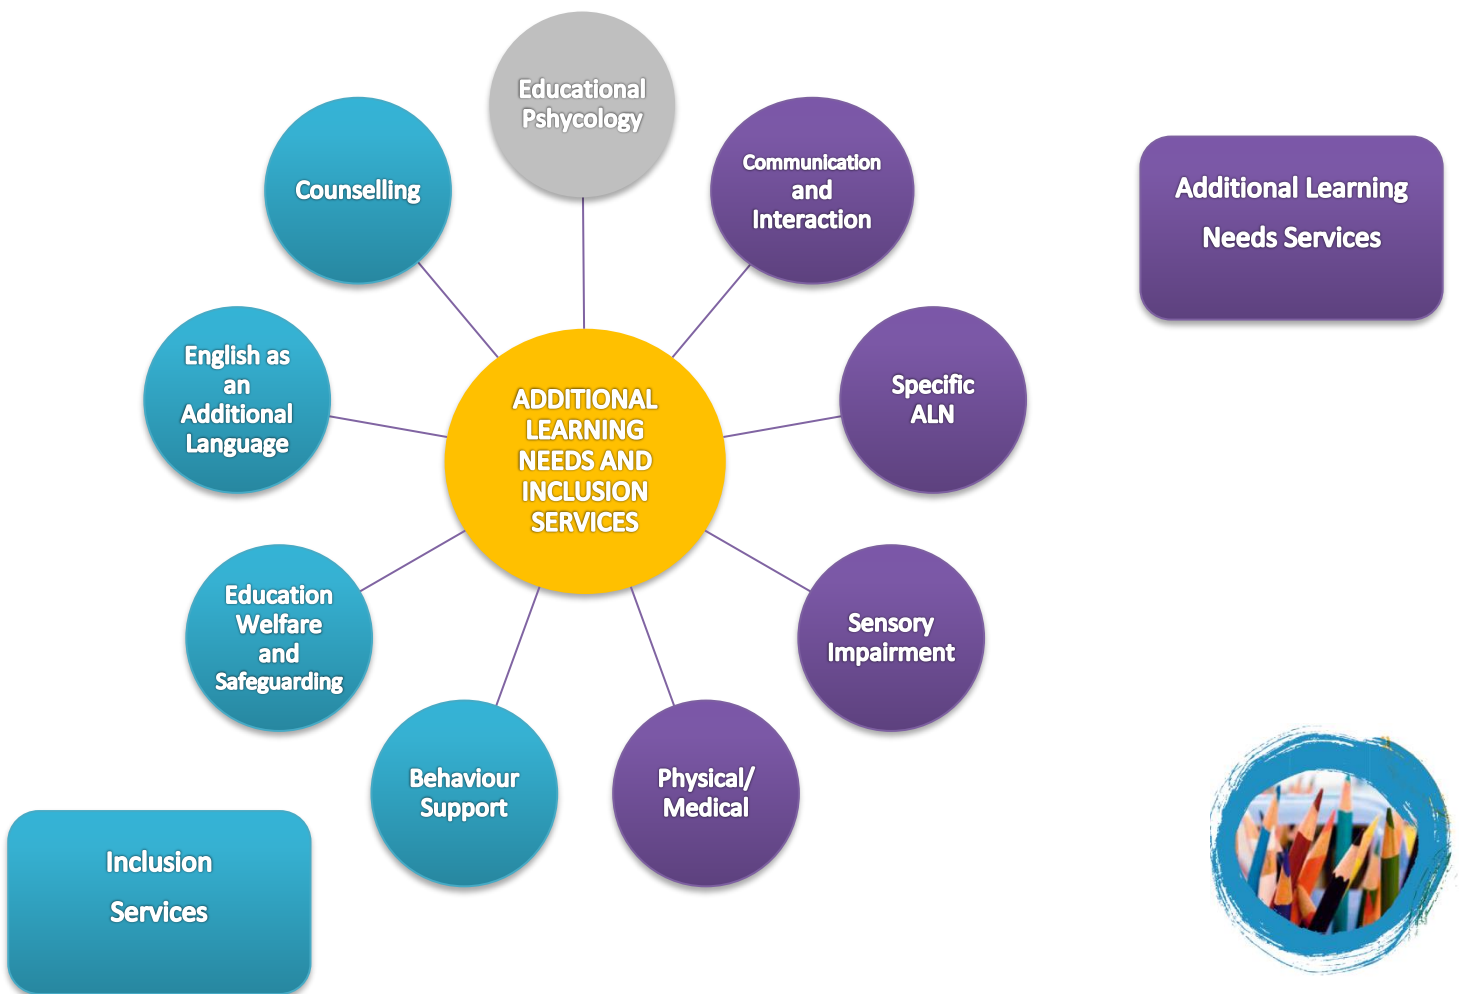 Educational
Pshycology
Counselling
Communication
and
Interaction
Additional Learning
Needs Services
English as
an
Additional
Language
Specific
ALN
ADDITIONAL
LEARNING
NEEDS AND
INCLUSION
SERVICES
Education
Welfare
and
Safeguarding
Sensory
Impairment
Behaviour
Support
Physical/
Medical
Inclusion
Services